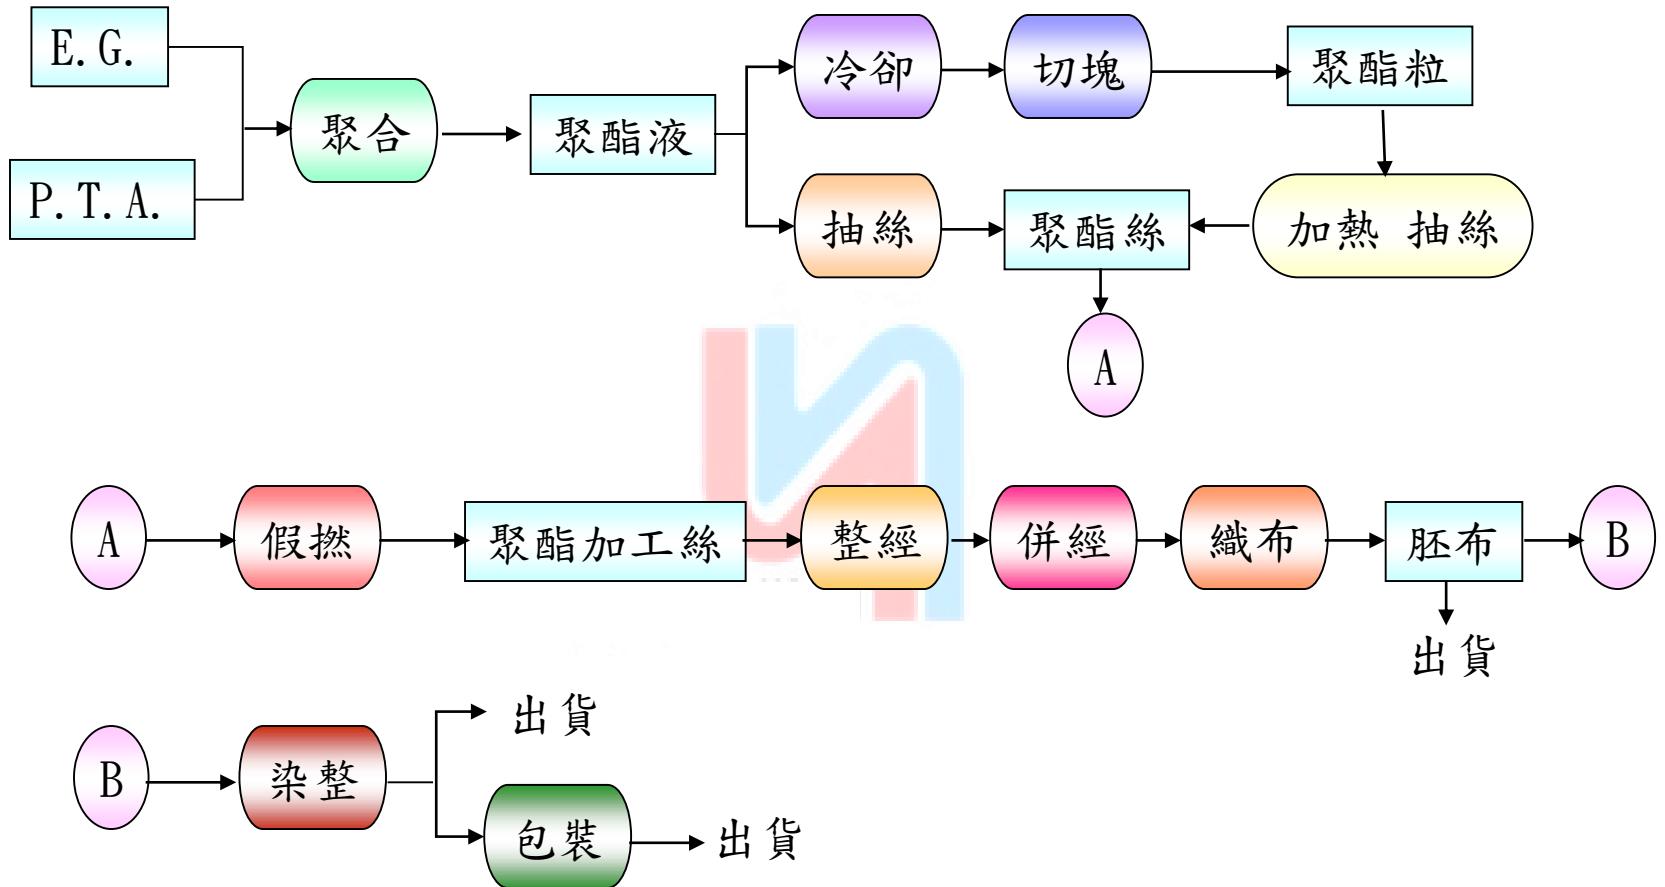 E.G.
P.T.A.
聚合
聚酯液
冷卻
切塊
聚酯粒
抽絲
聚酯絲
加熱 抽絲
A
A
假撚
聚酯加工絲
整經
併經
織布
胚布
B
出貨
B
染整
出貨
包裝
出貨